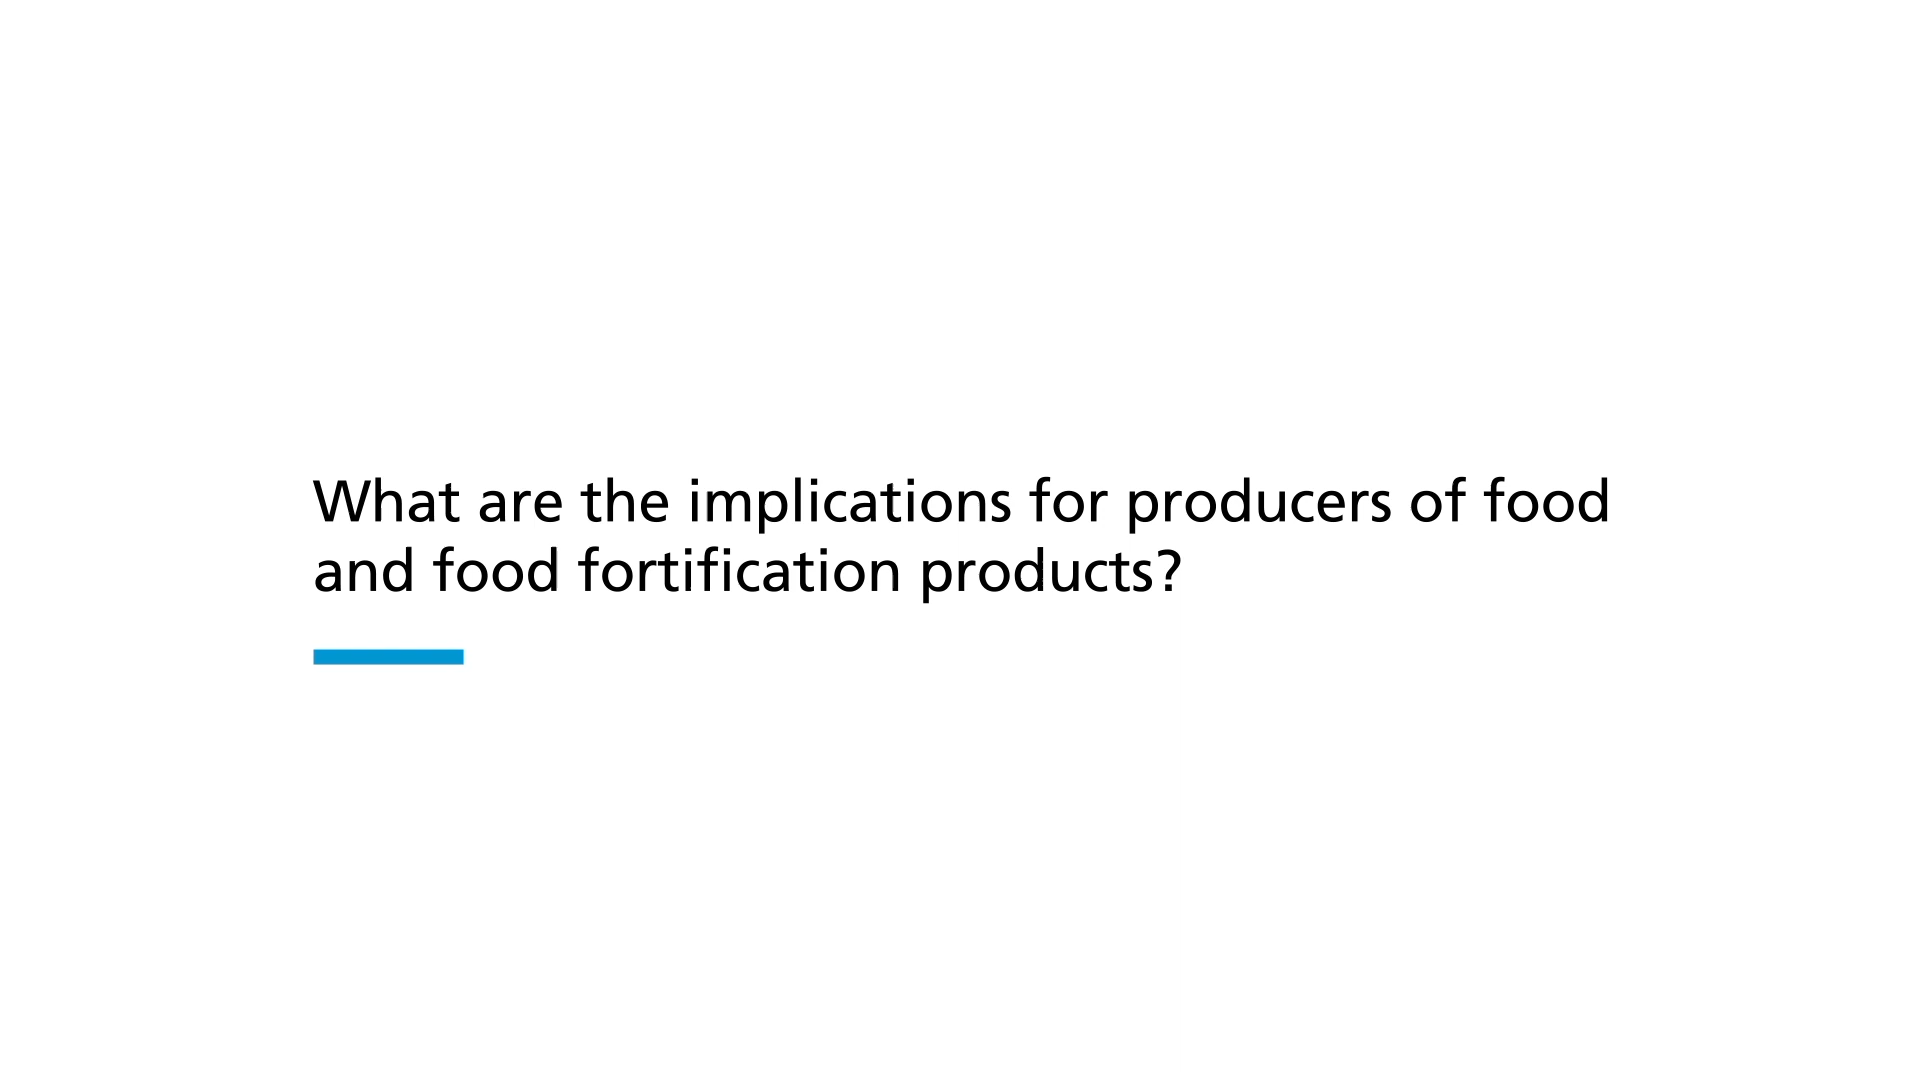 What are the implications for producers of food
and food fortification products?